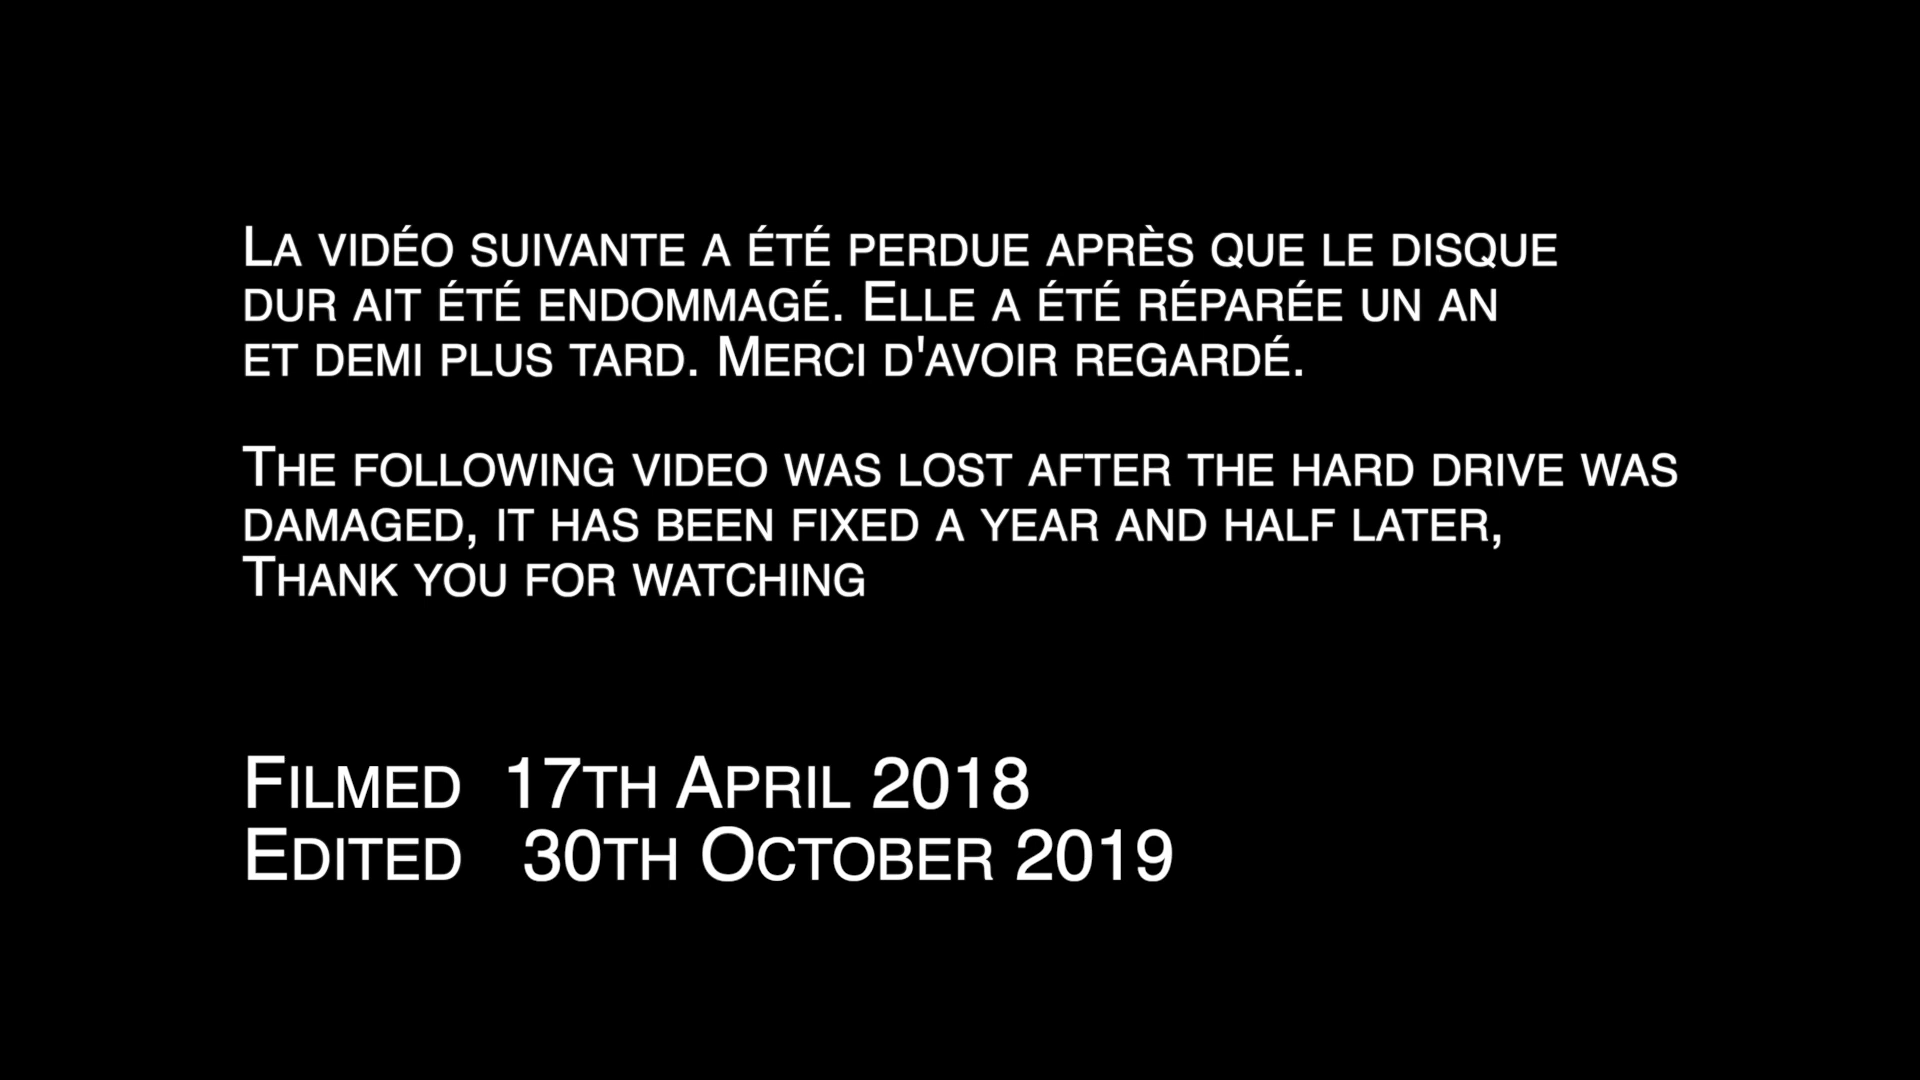 La vidéo suivante a été perdue après que le disque
dur ait été endommagé. Elle a été réparée un an
et demi plus tard. Merci d'avoir regardé.
The following video was lost after the hard drive was
damaged, it has been fixed a year and half later,
Thank you for watching
Filmed 17th April 2018
Edited 30th October 2019